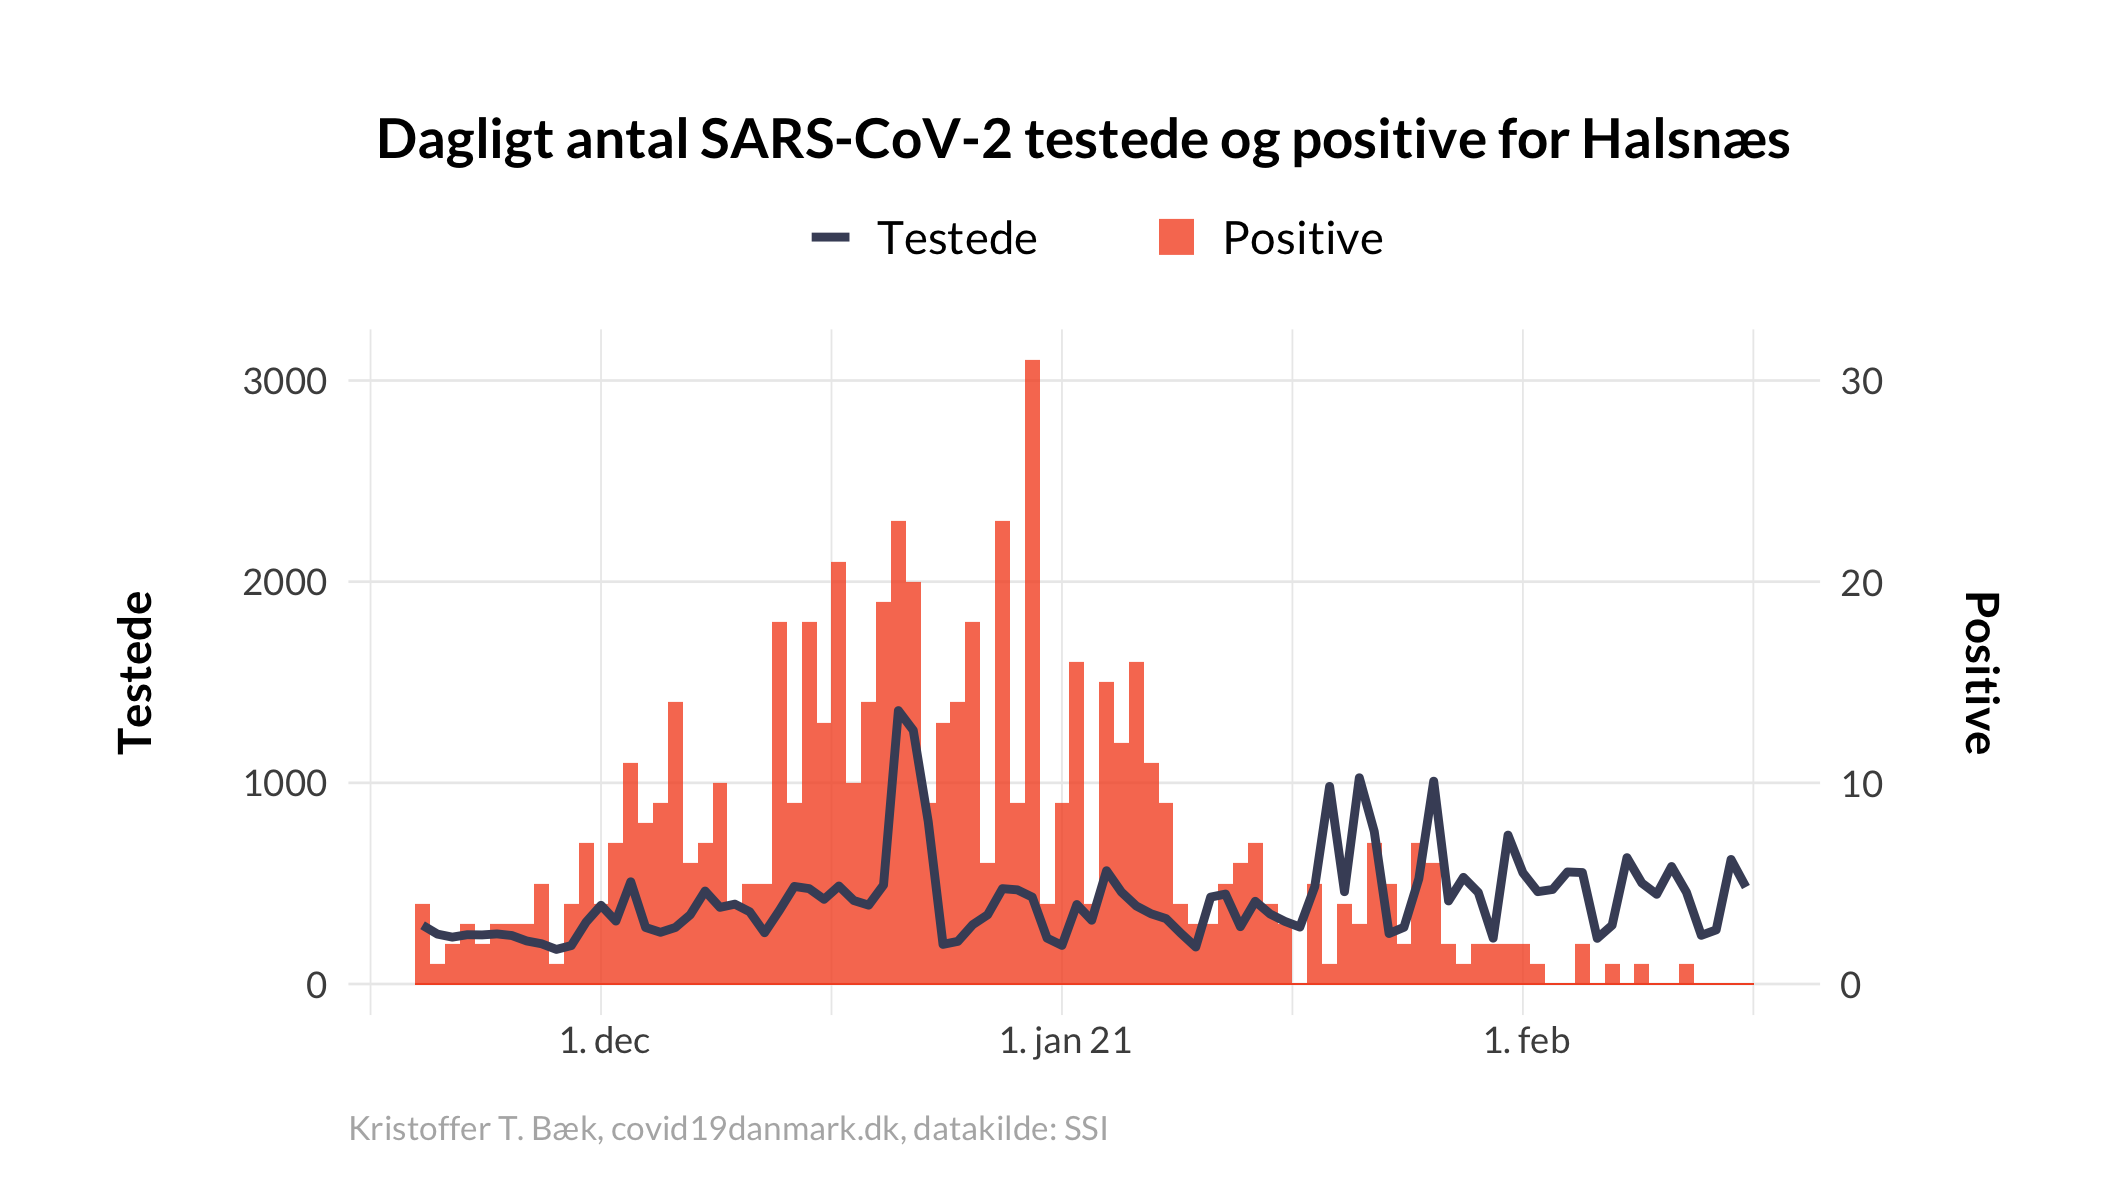 Dagligt antal SARS-CoV-2 testede og positive for Halsnæs
Testede
Positive
3000
2000
1000
0
30
20
10
0
Testede
Positive
1. dec
1. jan 21
1. feb
Kristoffer T. Bæk, covid19danmark.dk, datakilde: SSI